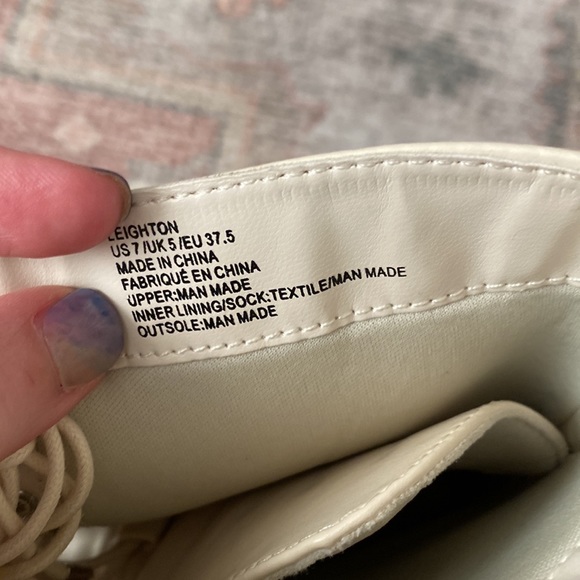 LEIGHTON
US 7 /UK 5 /EU 37.5
MADE IN CHINA
FABRIQUÉ EN CHINA
UPPER:MAN MADE
INNER LINING/SOCK:TEXTILE/MAN MADE
OUTSOLE:MAN MADE